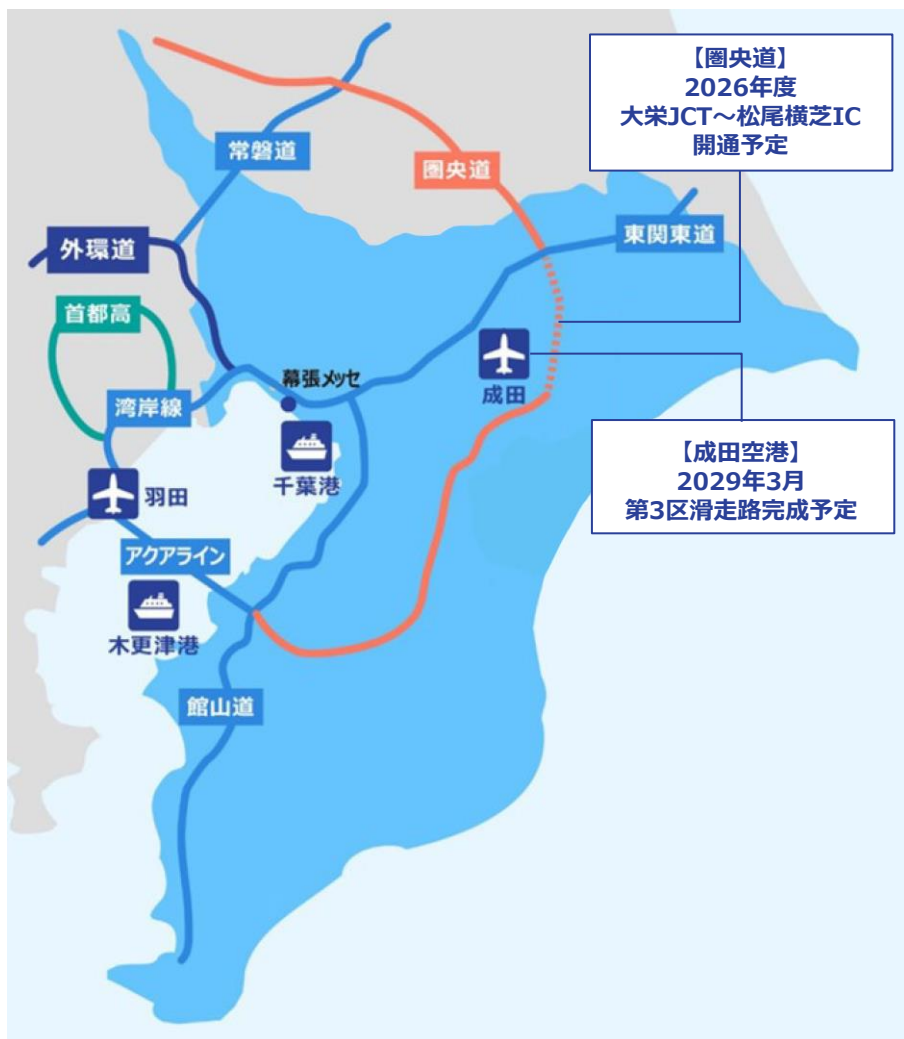 【圏央道】
2026年度
大栄JCT～松尾横芝IC
開通予定
常磐道
圏央道
東関東道
外環道
首都高
幕張メッセ
湾岸線
成田
千葉港
【成田空港】
2029年3月
第3区滑走路完成予定
羽田
アクアライン
木更津港
館山道